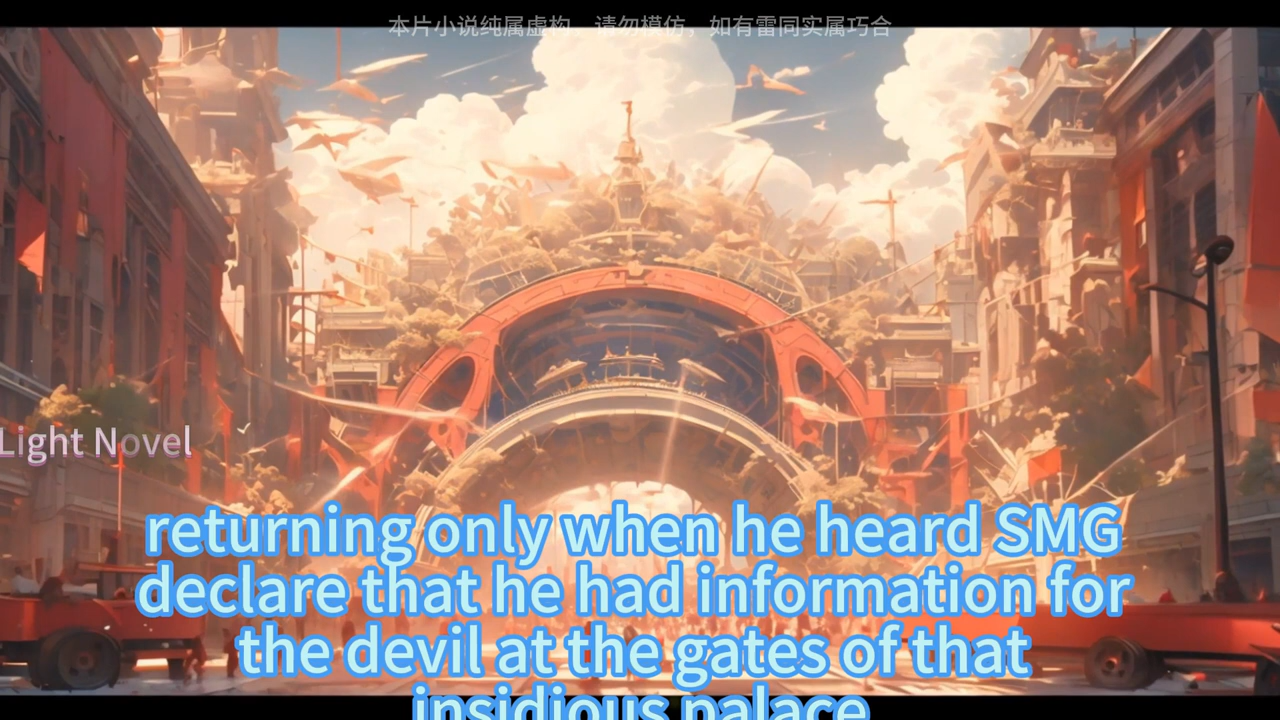 本片小说纯属虚构，请勿模仿，如有雷同实属巧合
Light Novel
returning only when he heard SMG
declare that he had information for
the devil at the gates of that
insidious palace